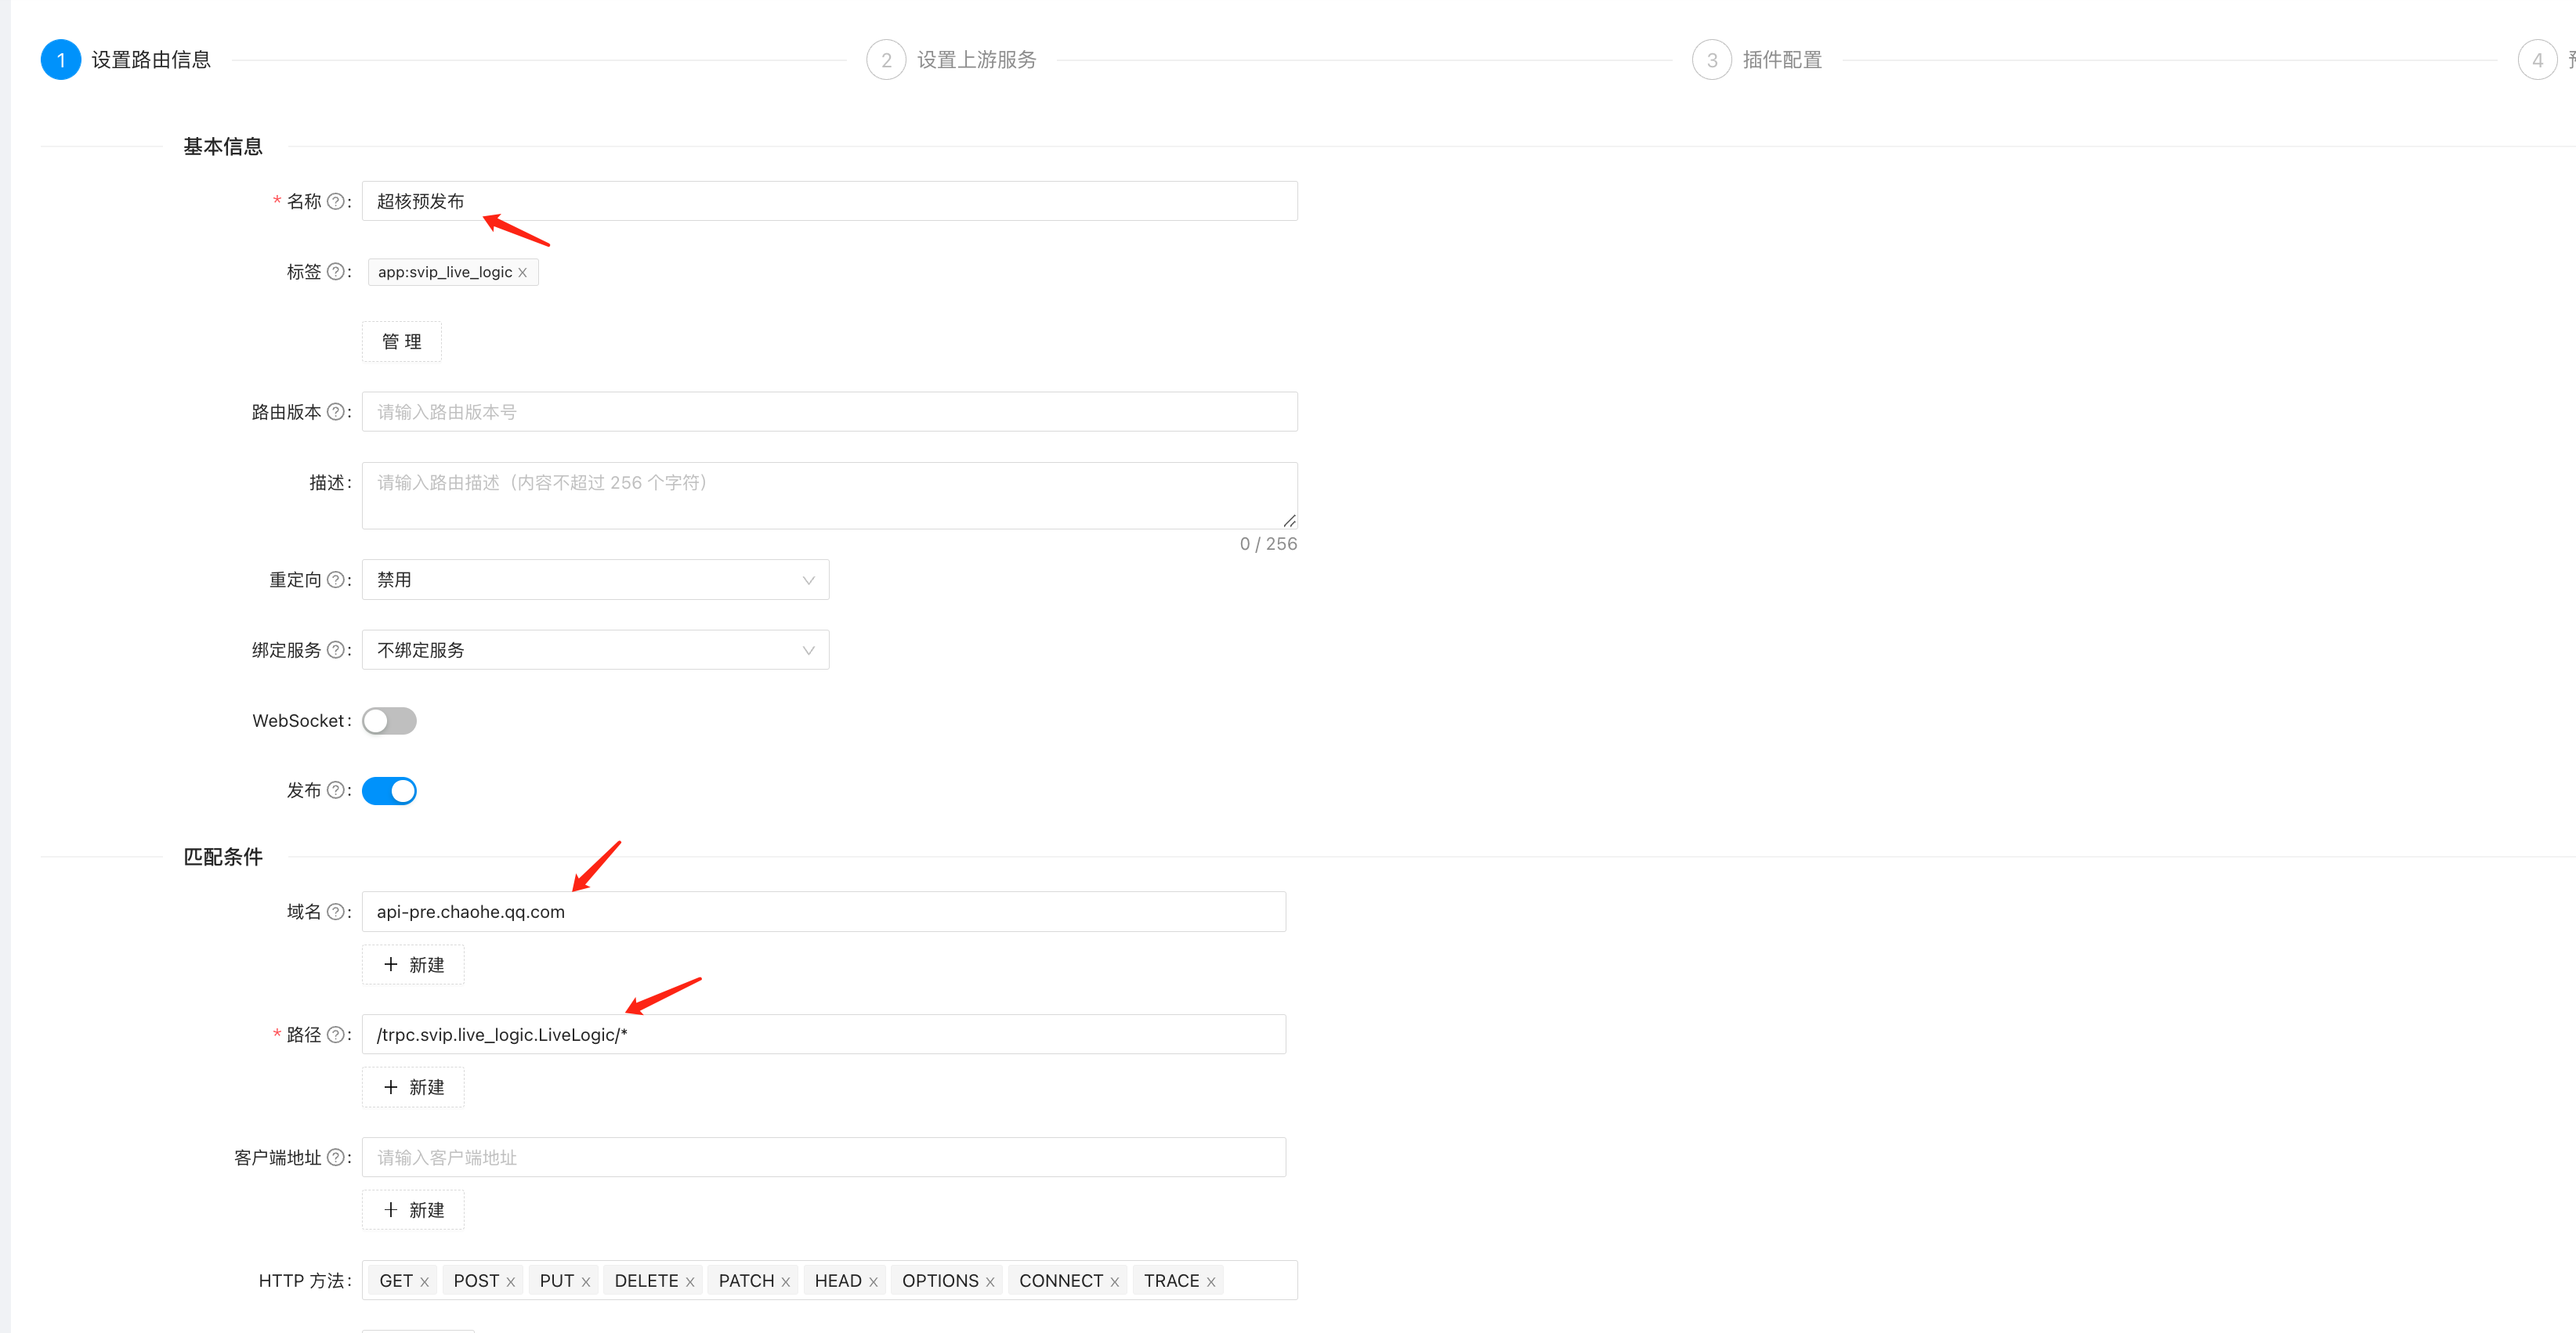 1 设置路由信息 2 设置上游服务 3 插件配置 4
基本信息
* 名称 ?: 超核预发布
标签 ?: app:svip_live_logic ×
管 理
路由版本 ?: 请输入路由版本号
描述: 请输入路由描述（内容不超过 256 个字符）
0 / 256
重定向 ?: 禁用
绑定服务 ?: 不绑定服务
WebSocket:
发布 ?:
匹配条件
域名 ?: api-pre.chaohe.qq.com
+ 新建
* 路径 ?: /trpc.svip.live_logic.LiveLogic/*
+ 新建
客户端地址 ?: 请输入客户端地址
+ 新建
HTTP 方法: GET × POST × PUT × DELETE × PATCH × HEAD × OPTIONS × CONNECT × TRACE ×